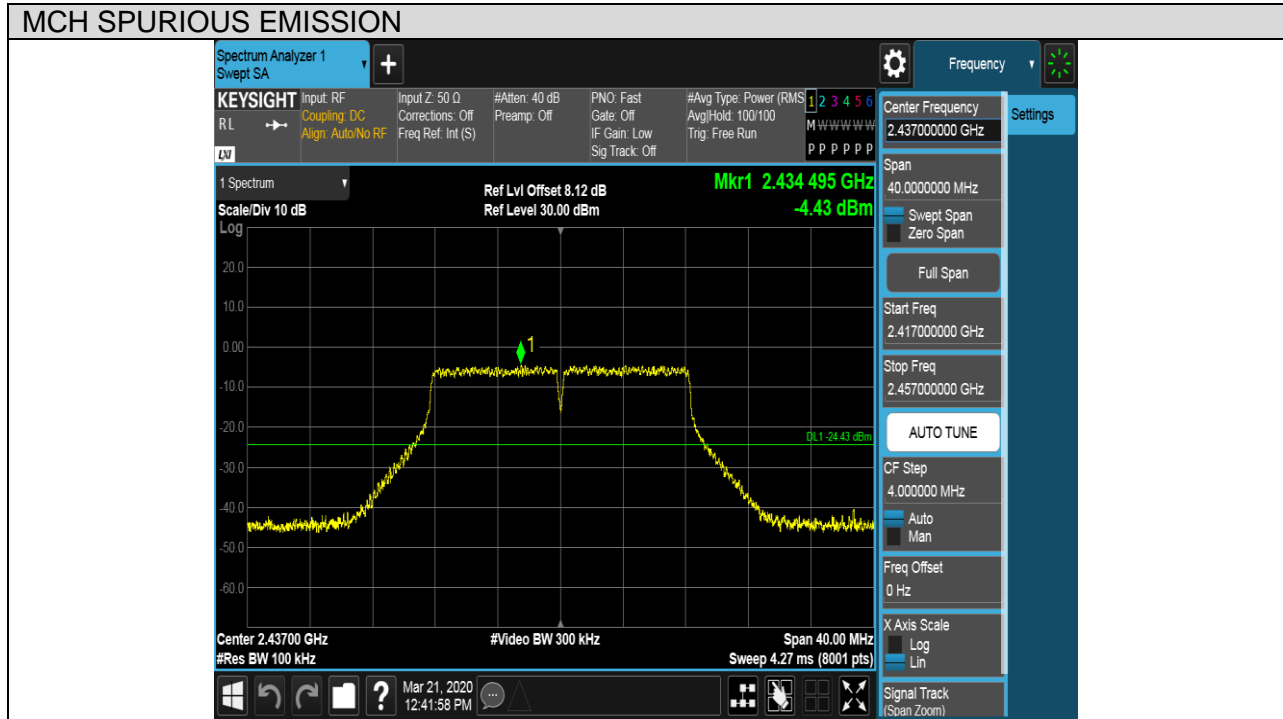 MCH SPURIOUS EMISSION
Spectrum Analyzer 1
Swept SA
+
Frequency
KEYSIGHT
RL
LXI
Input: RF
Coupling: DC
Align: Auto/No RF
Input Z: 50 Ω
Corrections: Off
Freq Ref: Int (S)
#Atten: 40 dB
Preamp: Off
PNO: Fast
Gate: Off
IF Gain: Low
Sig Track: Off
#Avg Type: Power (RMS
Avg|Hold: 100/100
Trig: Free Run
1 2 3 4 5 6
M W W W W W
P P P P P P
1 Spectrum
Scale/Div 10 dB
Log
Ref Lvl Offset 8.12 dB
Ref Level 30.00 dBm
Mkr1 2.434 495 GHz
-4.43 dBm
20.0
10.0
0.00
-10.0
-20.0
-30.0
-40.0
-50.0
-60.0
1
DL1 -24.43 dBm
Center 2.43700 GHz
#Res BW 100 kHz
#Video BW 300 kHz
Span 40.00 MHz
Sweep 4.27 ms (8001 pts)
Center Frequency
2.437000000 GHz
Settings
Span
40.0000000 MHz
Swept Span
Zero Span
Full Span
Start Freq
2.417000000 GHz
Stop Freq
2.457000000 GHz
AUTO TUNE
CF Step
4.000000 MHz
Auto
Man
Freq Offset
0 Hz
X Axis Scale
Log
Lin
Signal Track
(Span Zoom)
?
Mar 21, 2020
12:41:58 PM